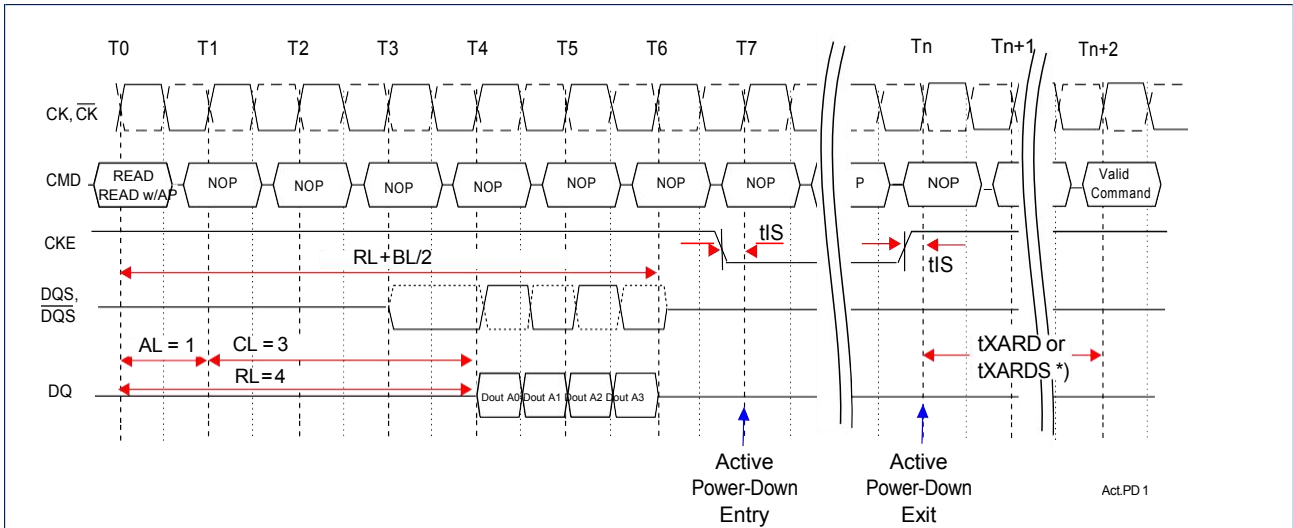 T0 T1 T2 T3 T4 T5 T6 T7 Tn Tn+1 Tn+2
CK, CK
CMD
READ
READ w/AP
NOP NOP NOP NOP NOP NOP NOP P NOP
Valid
Command
CKE
tIS
tIS
RL+BL/2
DQS,
DQS
AL = 1 CL = 3
RL=4
tXARD or
tXARDS *)
DQ
Dout A0 Dout A1 Dout A2 Dout A3
Active
Power-Down
Entry
Active
Power-Down
Exit
Act.PD 1